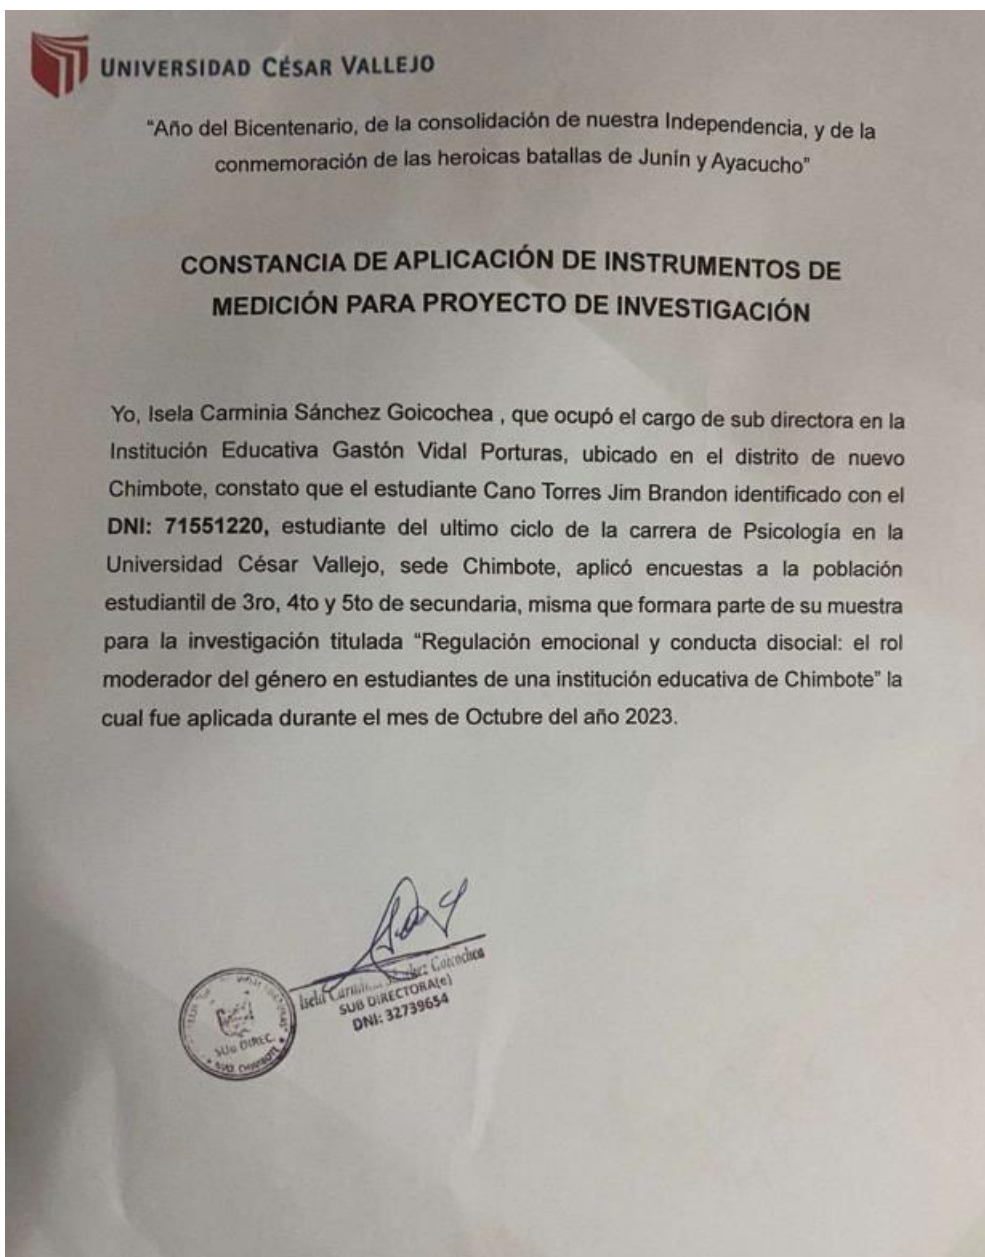 UNIVERSIDAD CÉSAR VALLEJO
“Año del Bicentenario, de la consolidación de nuestra Independencia, y de la
conmemoración de las heroicas batallas de Junín y Ayacucho”
CONSTANCIA DE APLICACIÓN DE INSTRUMENTOS DE
MEDICIÓN PARA PROYECTO DE INVESTIGACIÓN
Yo, Isela Carminia Sánchez Goicochea , que ocupó el cargo de sub directora en la
Institución Educativa Gastón Vidal Porturas, ubicado en el distrito de nuevo
Chimbote, constato que el estudiante Cano Torres Jim Brandon identificado con el
DNI: 71551220, estudiante del ultimo ciclo de la carrera de Psicología en la
Universidad César Vallejo, sede Chimbote, aplicó encuestas a la población
estudiantil de 3ro, 4to y 5to de secundaria, misma que formara parte de su muestra
para la investigación titulada “Regulación emocional y conducta disocial: el rol
moderador del género en estudiantes de una institución educativa de Chimbote” la
cual fue aplicada durante el mes de Octubre del año 2023.
Isela Carminia Sánchez Goicochea
SUB DIRECTORA(e)
DNI: 32739654
SUB DIREC.